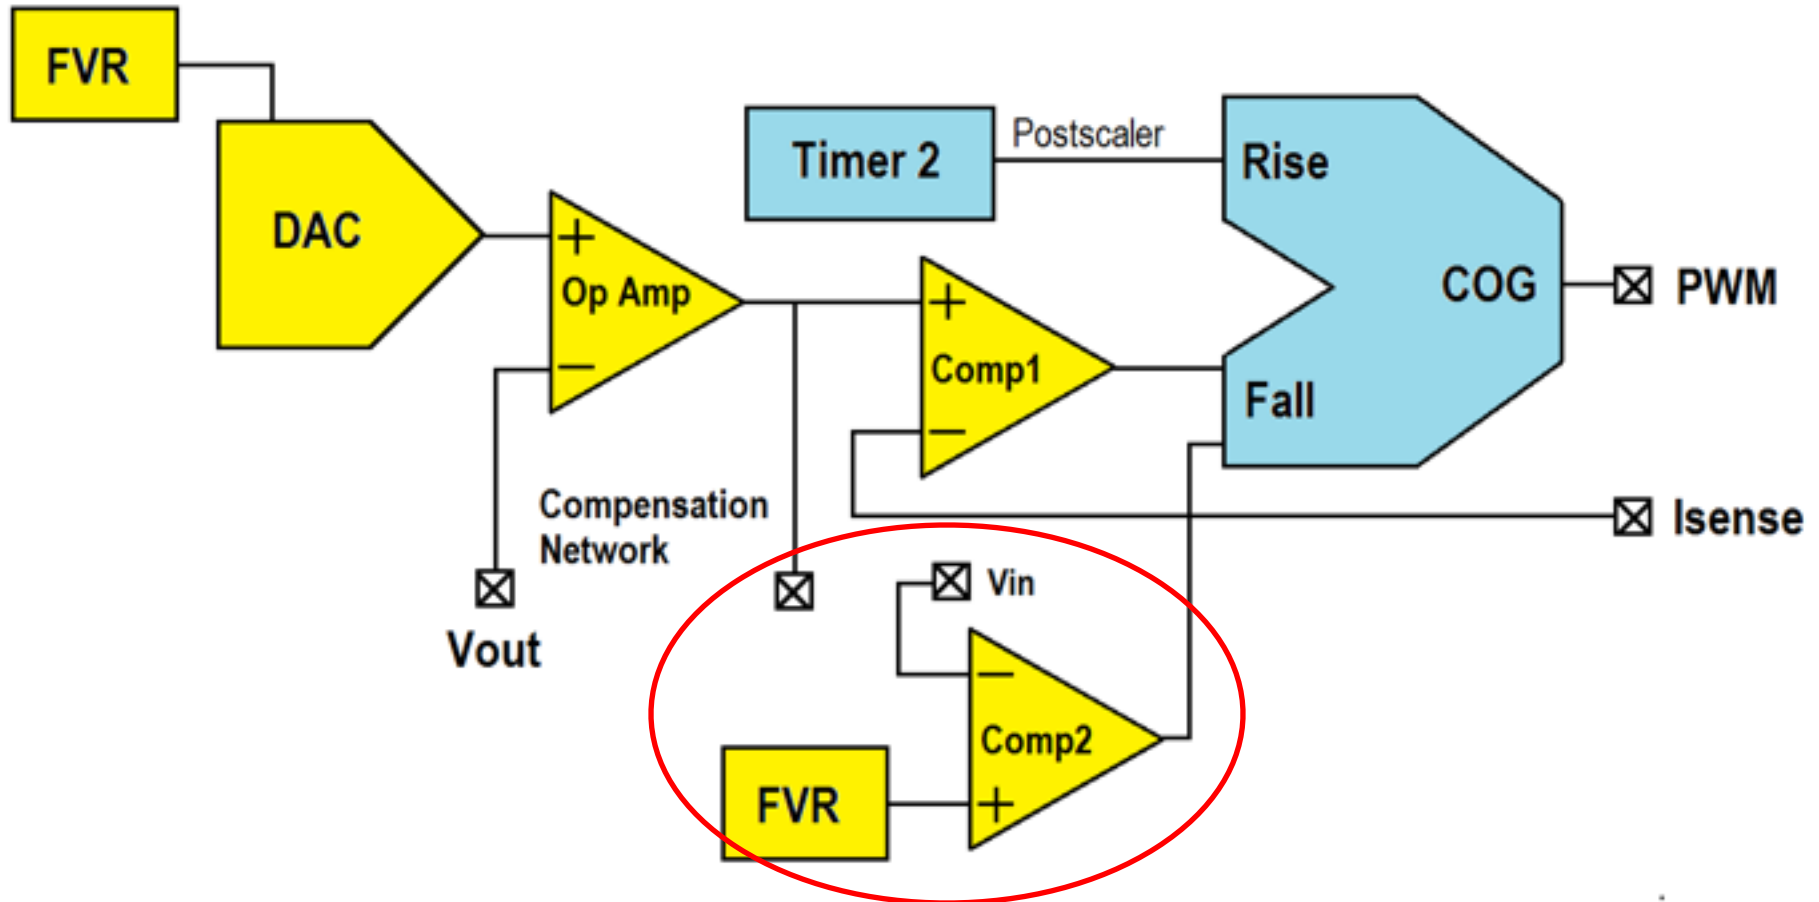 FVR
DAC
Op Amp
Timer 2
Postscaler
Rise
COG
PWM
Comp1
Fall
Compensation
Network
Isense
Vin
Vout
Comp2
FVR